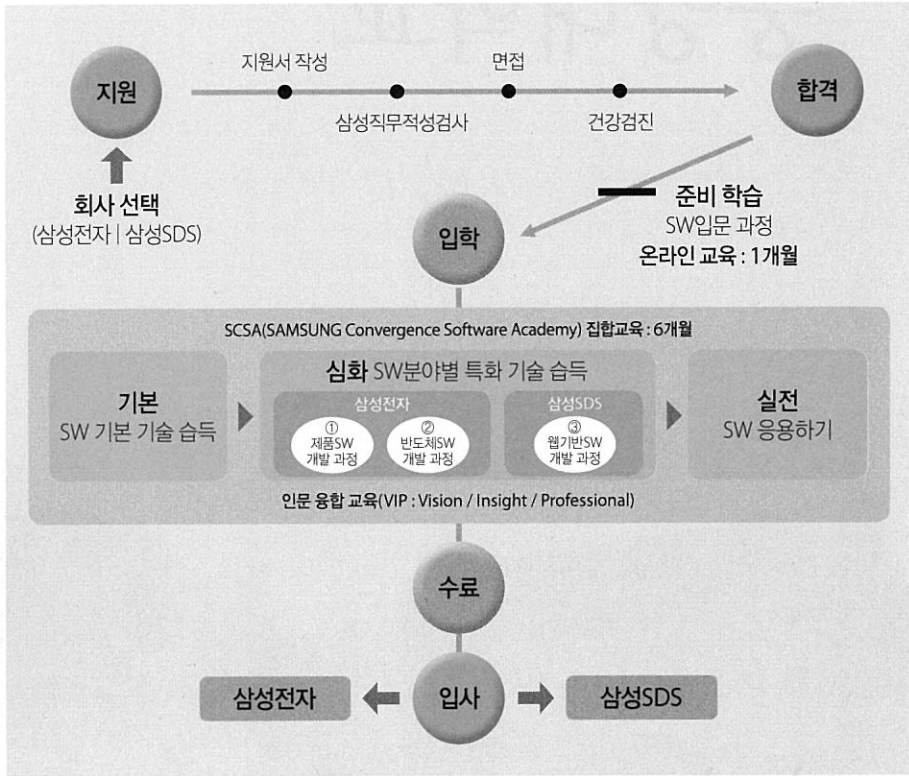 지원서 작성
면접
지원
합격
삼성직무적성검사
건강검진
회사 선택
(삼성전자 | 삼성SDS)
준비 학습
SW입문 과정
온라인 교육 : 1개월
입학
SCSA(SAMSUNG Convergence Software Academy) 집합교육 : 6개월
기본
SW 기본 기술 습득
심화 SW분야별 특화 기술 습득
삼성전자
①
제품SW
개발 과정
②
반도체SW
개발 과정
삼성SDS
③
웹기반SW
개발 과정
실전
SW 응용하기
인문 융합 교육(VIP : Vision / Insight / Professional)
수료
삼성전자
입사
삼성SDS